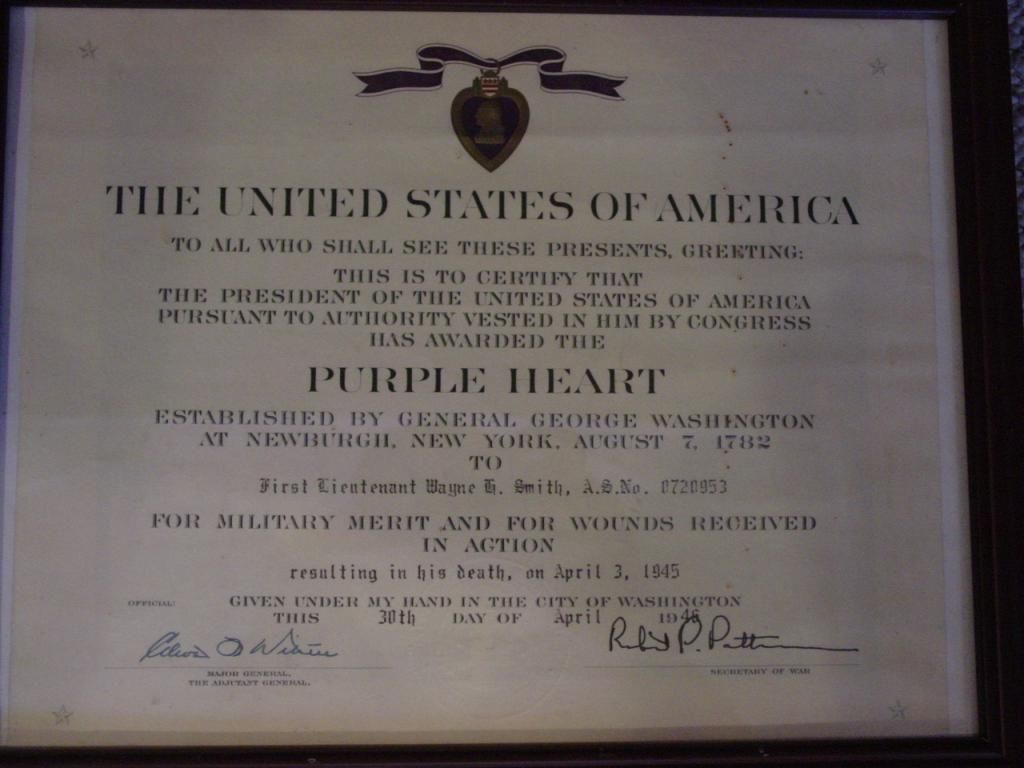 THE UNITED STATES OF AMERICA
TO ALL WHO SHALL SEE THESE PRESENTS, GREETING:
THIS IS TO CERTIFY THAT
THE PRESIDENT OF THE UNITED STATES OF AMERICA
PURSUANT TO AUTHORITY VESTED IN HIM BY CONGRESS
HAS AWARDED THE
PURPLE HEART
ESTABLISHED BY GENERAL GEORGE WASHINGTON
AT NEWBURGH, NEW YORK, AUGUST 7, 1782
TO
First Lieutenant Wayne H. Smith, A.S.No. 0720953
FOR MILITARY MERIT AND FOR WOUNDS RECEIVED
IN ACTION
resulting in his death, on April 3, 1945
OFFICIAL: GIVEN UNDER MY HAND IN THE CITY OF WASHINGTON
THIS 30th DAY OF April 1946
Robert P. Patterson
MAJOR GENERAL, SECRETARY OF WAR
THE ADJUTANT GENERAL.